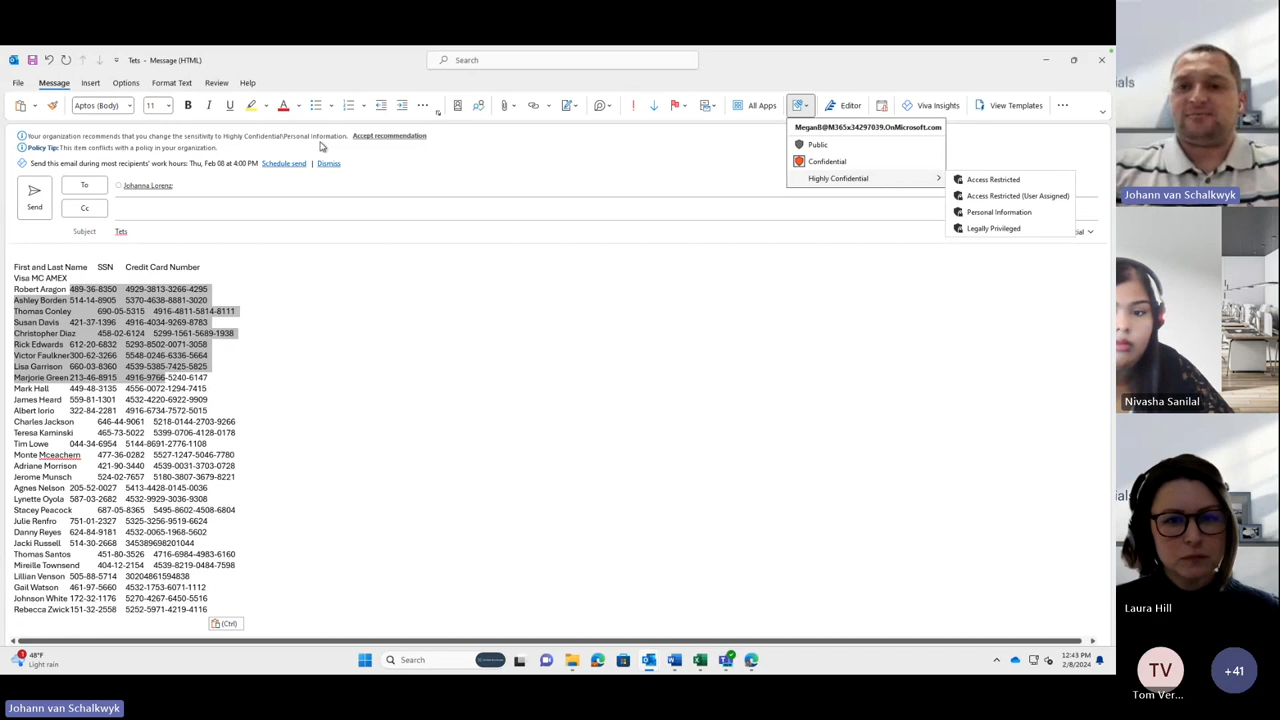 Tets - Message (HTML)
Search
File Message Insert Options Format Text Review Help
Aptos (Body) 11 B I U A All Apps Editor Viva Insights View Templates
MeganB@M365x34297039.OnMicrosoft.com
Public
Confidential
Highly Confidential
Access Restricted
Access Restricted (User Assigned)
Personal Information
Legally Privileged
Your organization recommends that you change the sensitivity to Highly Confidential\Personal Information. Accept recommendation
Policy Tip: This item conflicts with a policy in your organization.
Send this email during most recipients' work hours: Thu, Feb 08 at 4:00 PM Schedule send | Dismiss
Send
To Johanna Lorenz;
Cc
Subject Tets
First and Last Name SSN Credit Card Number
Visa MC AMEX
Robert Aragon 489-36-8350 4929-3813-3266-4295
Ashley Borden 514-14-8905 5370-4638-8881-3020
Thomas Conley 690-05-5315 4916-4811-5814-8111
Susan Davis 421-37-1396 4916-4034-9269-8783
Christopher Diaz 458-02-6124 5299-1561-5689-1938
Rick Edwards 612-20-6832 5293-8502-0071-3058
Victor Faulkner 300-62-3266 5548-0246-6336-5664
Lisa Garrison 660-03-8360 4539-5385-7425-5825
Marjorie Green 213-46-8915 4916-9766-5240-6147
Mark Hall 449-48-3135 4556-0072-1294-7415
James Heard 559-81-1301 4532-4220-6922-9909
Albert Iorio 322-84-2281 4916-6734-7572-5015
Charles Jackson 646-44-9061 5218-0144-2703-9266
Teresa Kaminski 465-73-5022 5399-0706-4128-0178
Tim Lowe 044-34-6954 5144-8691-2776-1108
Monte Mceachern 477-36-0282 5527-1247-5046-7780
Adriane Morrison 421-90-3440 4539-0031-3703-0728
Jerome Munsch 524-02-7657 5180-3807-3679-8221
Agnes Nelson 205-52-0027 5413-4428-0145-0036
Lynette Oyola 587-03-2682 4532-9929-3036-9308
Stacey Peacock 687-05-8365 5495-8602-4508-6804
Julie Renfro 751-01-2327 5325-3256-9519-6624
Danny Reyes 624-84-9181 4532-0065-1968-5602
Jacki Russell 514-30-2668 345389698201044
Thomas Santos 451-80-3526 4716-6984-4983-6160
Mireille Townsend 404-12-2154 4539-8219-0484-7598
Lillian Venson 505-88-5714 30204861594838
Gail Watson 461-97-5660 4532-1753-6071-1112
Johnson White 172-32-1176 5270-4267-6450-5516
Rebecca Zwick 151-32-2558 5252-5971-4219-4116
(Ctrl)
48°F
Light rain
Search
12:43 PM
2/8/2024
Johann van Schalkwyk
Nivasha Sanilal
Laura Hill
TV
Tom Ver...
+41
Johann van Schalkwyk